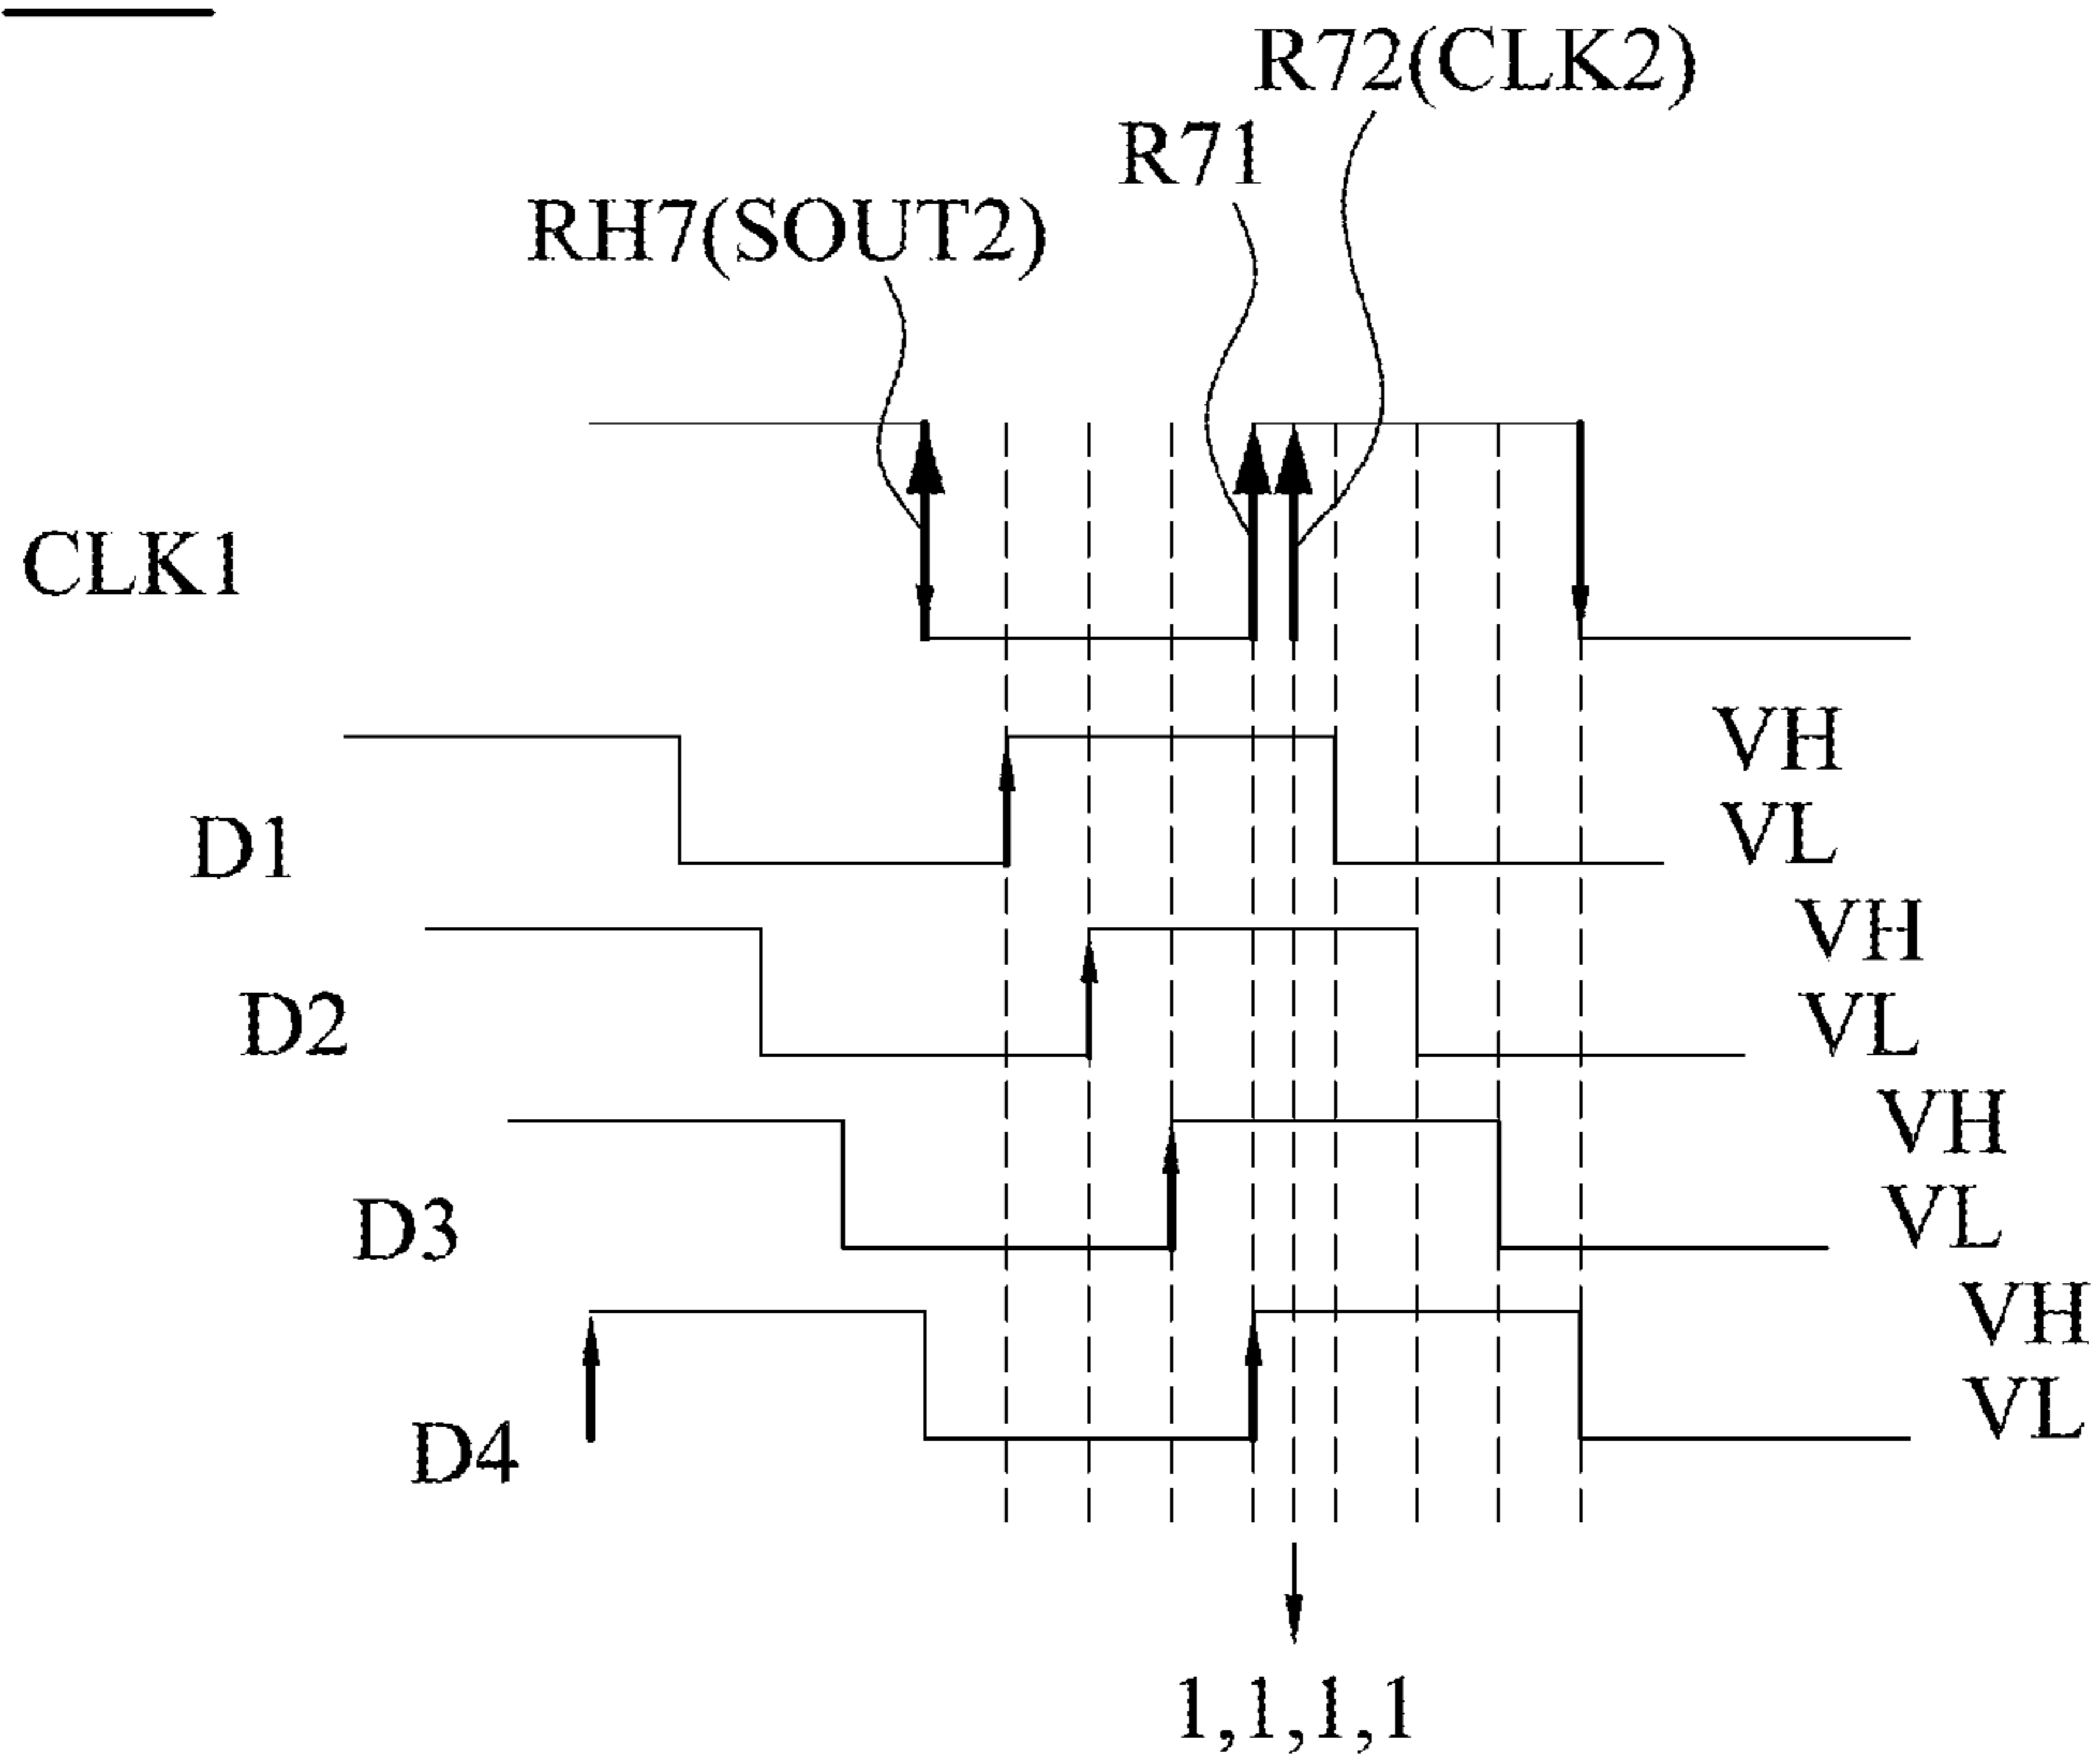 R72(CLK2)
R71
RH7(SOUT2)
CLK1
VH
D1
VL
VH
D2
VL
VH
D3
VL
VH
D4
VL
1,1,1,1